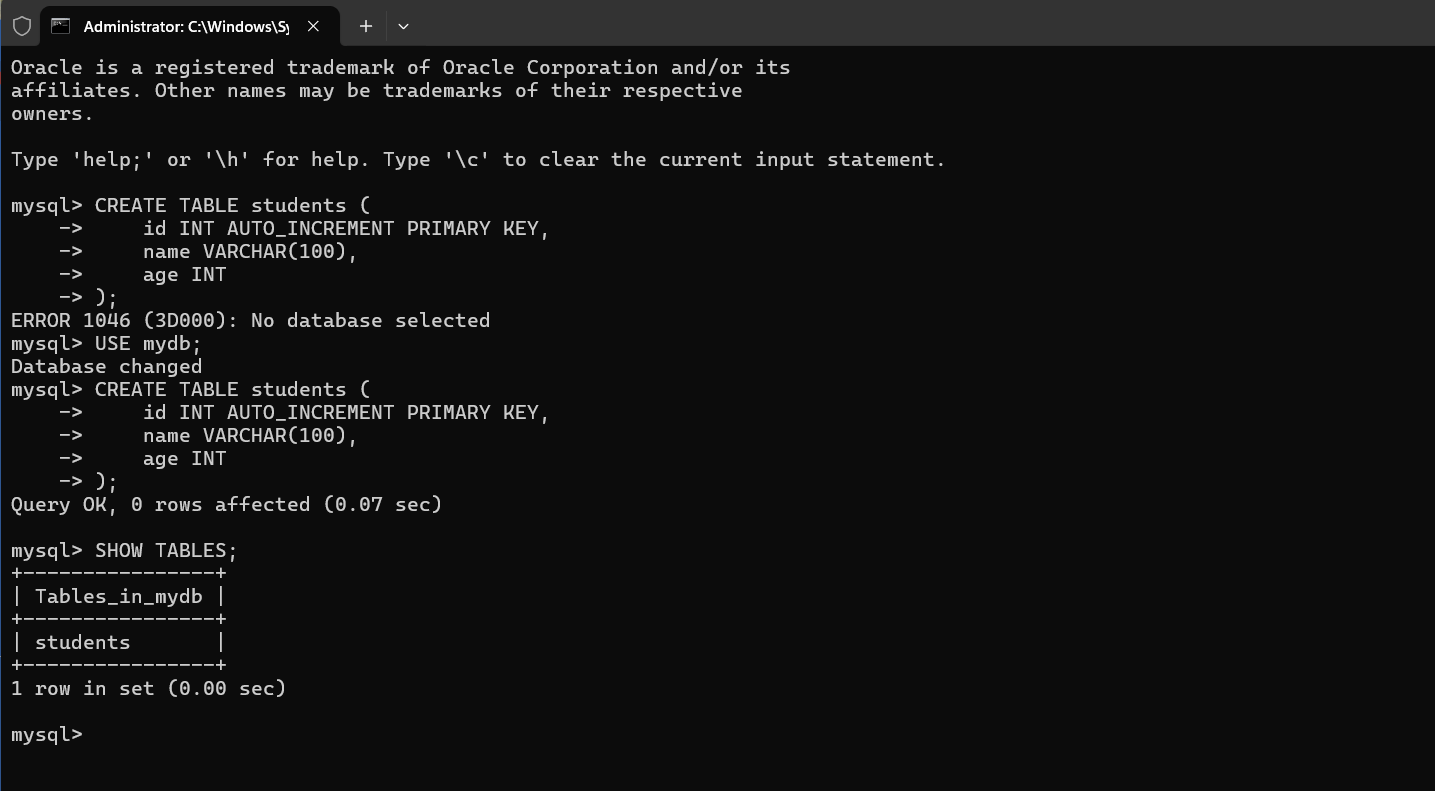 Administrator: C:\Windows\Sy
Oracle is a registered trademark of Oracle Corporation and/or its
affiliates. Other names may be trademarks of their respective
owners.
Type 'help;' or '\h' for help. Type '\c' to clear the current input statement.
mysql> CREATE TABLE students (
    ->     id INT AUTO_INCREMENT PRIMARY KEY,
    ->     name VARCHAR(100),
    ->     age INT
    -> );
ERROR 1046 (3D000): No database selected
mysql> USE mydb;
Database changed
mysql> CREATE TABLE students (
    ->     id INT AUTO_INCREMENT PRIMARY KEY,
    ->     name VARCHAR(100),
    ->     age INT
    -> );
Query OK, 0 rows affected (0.07 sec)
mysql> SHOW TABLES;
+----------------+
| Tables_in_mydb |
+----------------+
| students       |
+----------------+
1 row in set (0.00 sec)
mysql>